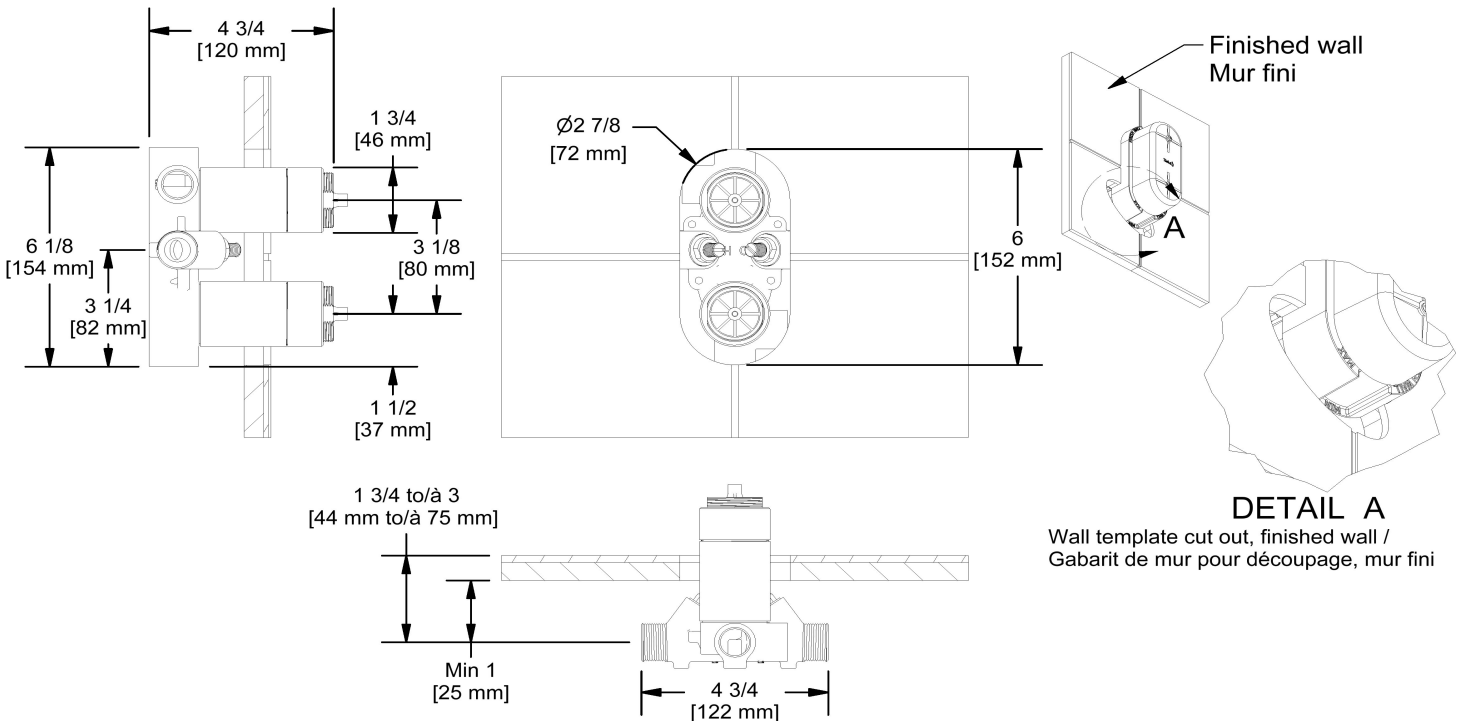 4 3/4
[120 mm]
1 3/4
[46 mm]
6 1/8
[154 mm]
3 1/4
[82 mm]
3 1/8
[80 mm]
1 1/2
[37 mm]
Ø2 7/8
[72 mm]
6
[152 mm]
Finished wall
Mur fini
A
DETAIL A
Wall template cut out, finished wall /
Gabarit de mur pour découpage, mur fini
1 3/4 to/à 3
[44 mm to/à 75 mm]
Min 1
[25 mm]
4 3/4
[122 mm]